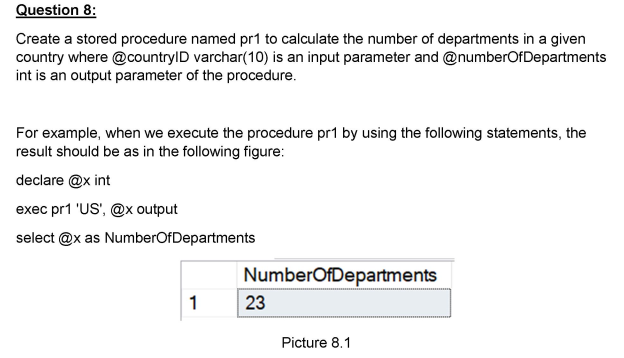 Question 8:
Create a stored procedure named pr1 to calculate the number of departments in a given
country where @countryID varchar(10) is an input parameter and @numberOfDepartments
int is an output parameter of the procedure.
For example, when we execute the procedure pr1 by using the following statements, the
result should be as in the following figure:
declare @x int
exec pr1 'US', @x output
select @x as NumberOfDepartments
NumberOfDepartments
1 23
Picture 8.1